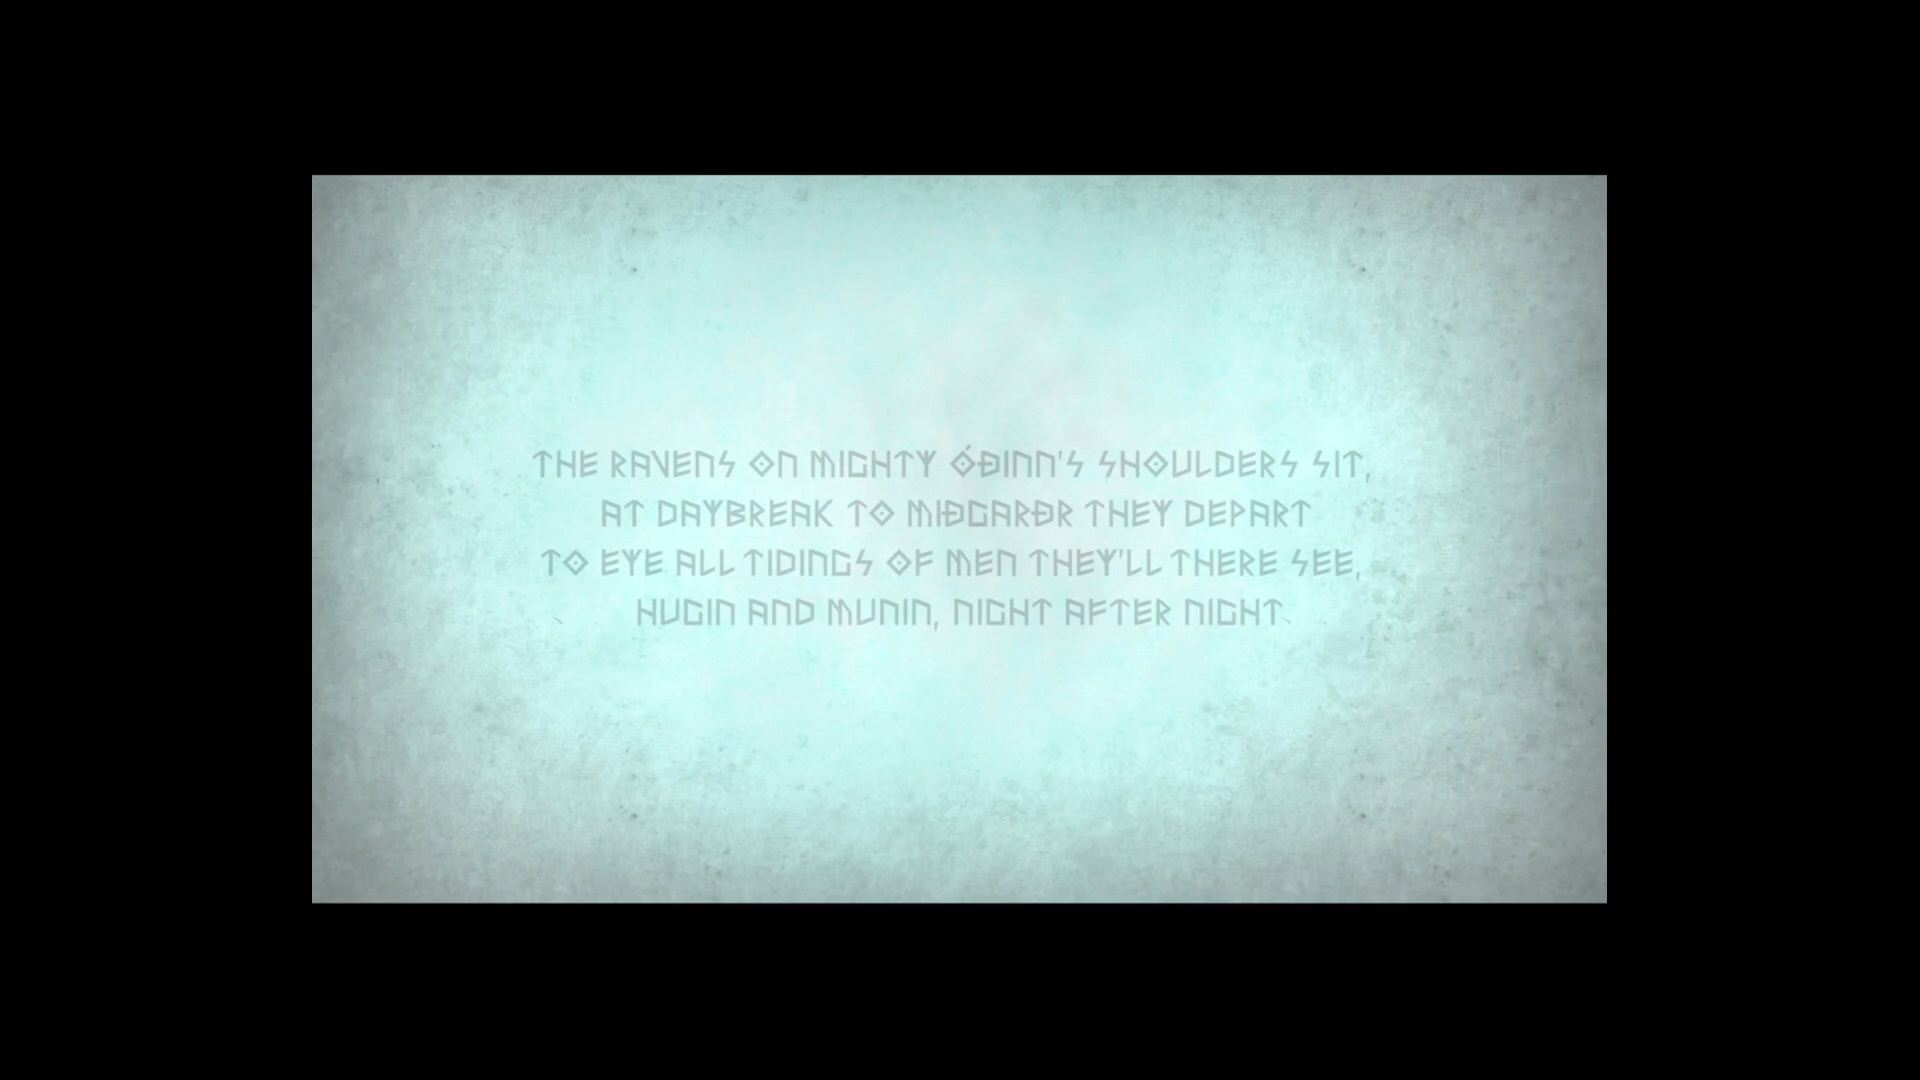 THE RAVENS ON MIGHTY ÓÐINN'S SHOULDERS SIT,
AT DAYBREAK TO MIÐGARÐR THEY DEPART
TO EYE ALL TIDINGS OF MEN THEY'LL THERE SEE,
HUGIN AND MUNIN, NIGHT AFTER NIGHT